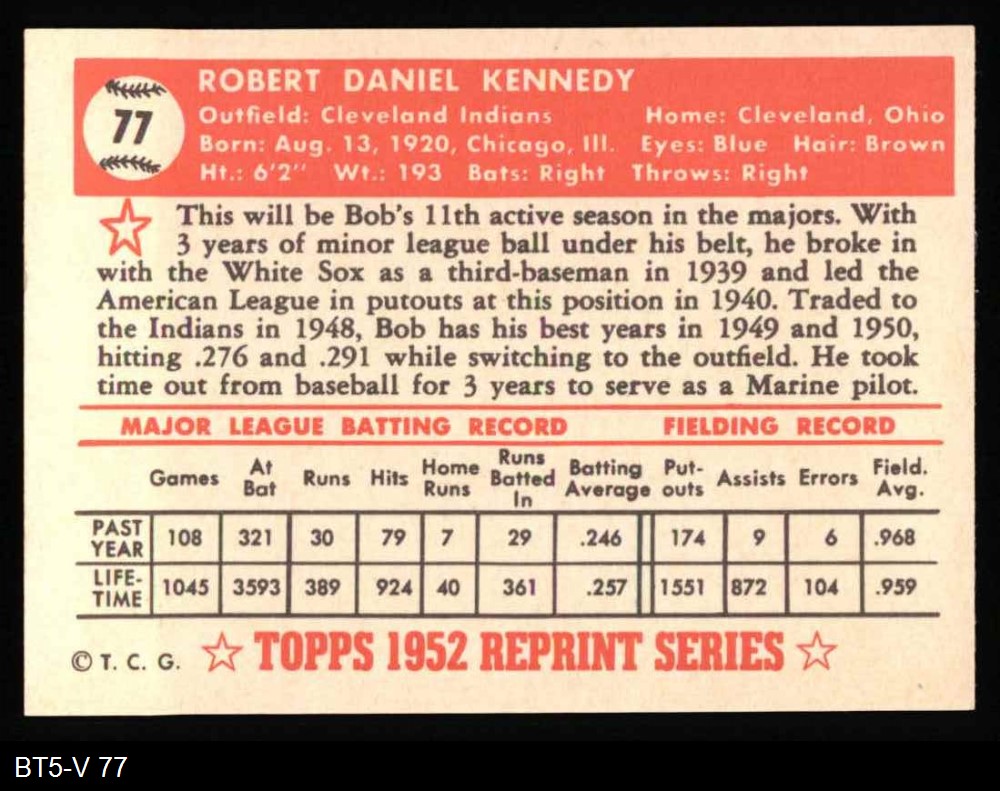 77
ROBERT DANIEL KENNEDY
Outfield: Cleveland Indians Home: Cleveland, Ohio
Born: Aug. 13, 1920, Chicago, Ill. Eyes: Blue Hair: Brown
Ht.: 6'2" Wt.: 193 Bats: Right Throws: Right
This will be Bob's 11th active season in the majors. With
3 years of minor league ball under his belt, he broke in
with the White Sox as a third-baseman in 1939 and led the
American League in putouts at this position in 1940. Traded to
the Indians in 1948, Bob has his best years in 1949 and 1950,
hitting .276 and .291 while switching to the outfield. He took
time out from baseball for 3 years to serve as a Marine pilot.
MAJOR LEAGUE BATTING RECORD FIELDING RECORD
Games At Bat Runs Hits Home Runs Runs Batted In Batting Average Put-outs Assists Errors Field. Avg.
PAST YEAR 108 321 30 79 7 29 .246 174 9 6 .968
LIFE-TIME 1045 3593 389 924 40 361 .257 1551 872 104 .959
© T. C. G. TOPPS 1952 REPRINT SERIES
BT5-V 77